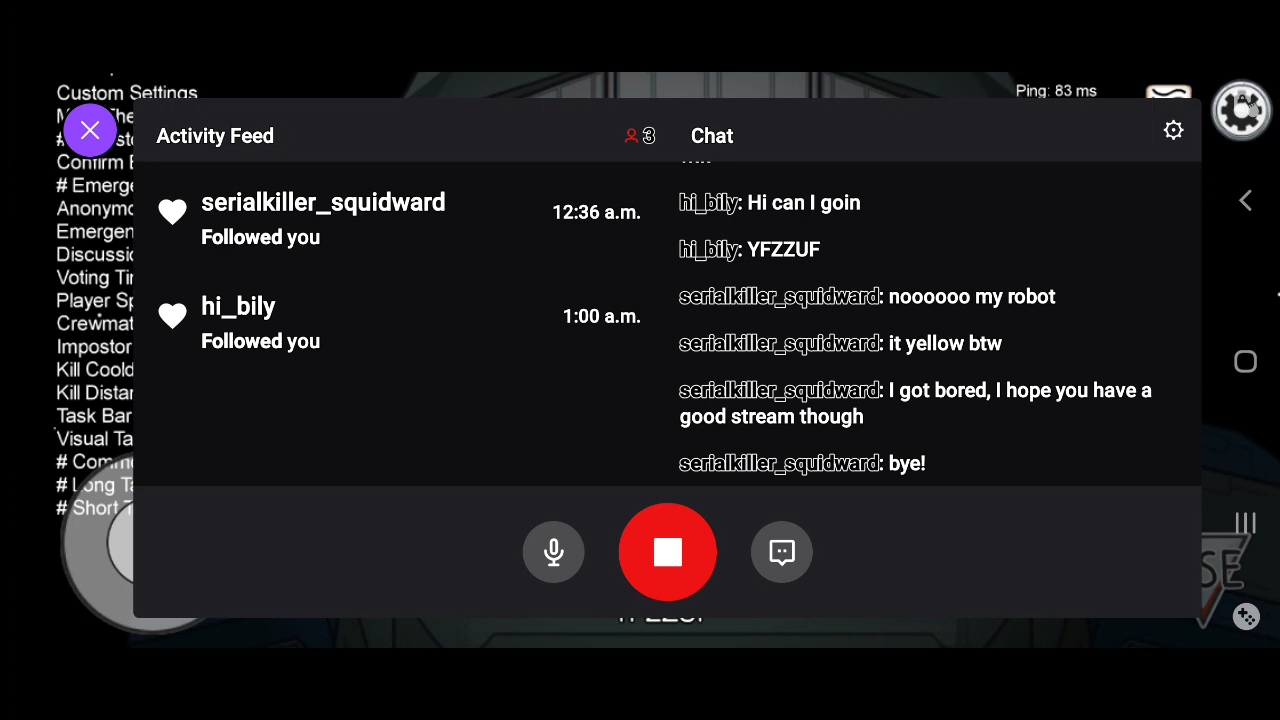 Custom Settings
Ping: 83 ms
Activity Feed
3
Chat
Confirm
# Emerge
Anonymo
Emergen
Discussio
Voting Tin
Player Sp
Crewmat
Impostor
Kill Coold
Kill Distan
Task Bar
Visual Ta
# Comm
# Long Ta
# Short T
serialkiller_squidward
12:36 a.m.
Followed you
hi_bily
1:00 a.m.
Followed you
hi_bily: Hi can I goin
hi_bily: YFZZUF
serialkiller_squidward: noooooo my robot
serialkiller_squidward: it yellow btw
serialkiller_squidward: I got bored, I hope you have a
good stream though
serialkiller_squidward: bye!
SE